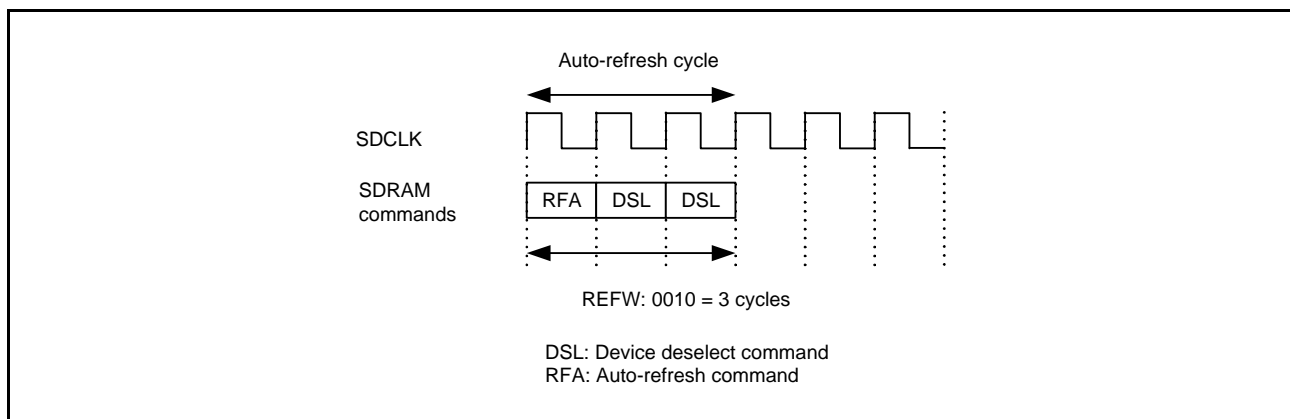 Auto-refresh cycle
SDCLK
SDRAM
commands
RFA DSL DSL
REFW: 0010 = 3 cycles
DSL: Device deselect command
RFA: Auto-refresh command